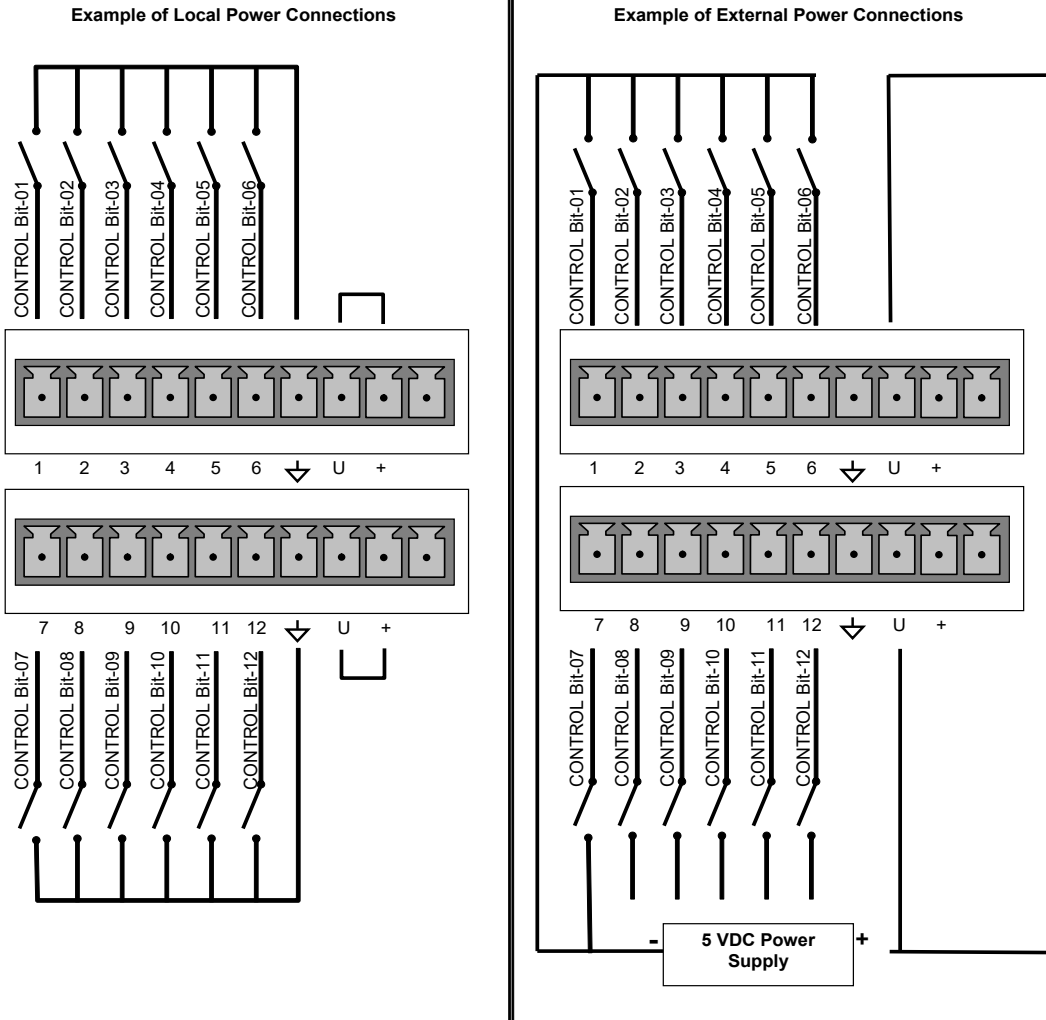 Example of Local Power Connections
CONTROL Bit-01
CONTROL Bit-02
CONTROL Bit-03
CONTROL Bit-04
CONTROL Bit-05
CONTROL Bit-06
1 2 3 4 5 6 U +
7 8 9 10 11 12 U +
CONTROL Bit-07
CONTROL Bit-08
CONTROL Bit-09
CONTROL Bit-10
CONTROL Bit-11
CONTROL Bit-12
Example of External Power Connections
CONTROL Bit-01
CONTROL Bit-02
CONTROL Bit-03
CONTROL Bit-04
CONTROL Bit-05
CONTROL Bit-06
1 2 3 4 5 6 U +
7 8 9 10 11 12 U +
CONTROL Bit-07
CONTROL Bit-08
CONTROL Bit-09
CONTROL Bit-10
CONTROL Bit-11
CONTROL Bit-12
- 5 VDC Power +
Supply